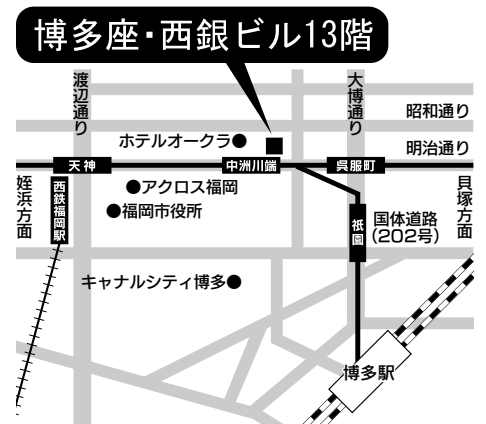 博多座・西銀ビル13階
渡辺通り
大博通り
昭和通り
ホテルオークラ●
明治通り
天神
中洲川端
呉服町
姪浜方面
西鉄福岡駅
●アクロス福岡
●福岡市役所
祇園
国体道路
(202号)
貝塚方面
キャナルシティ博多●
博多駅